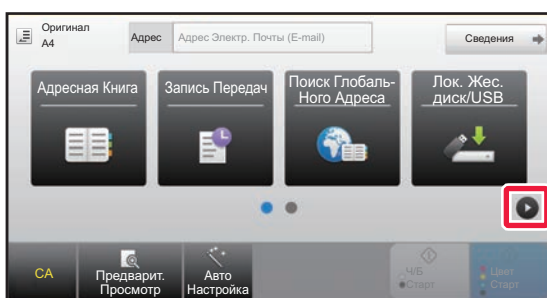 Оригинал
A4
Адрес
Адрес Электр. Почты (E-mail)
Сведения
Адресная Книга
Запись Передач
Поиск Глобаль-
Ного Адреса
Лок. Жес.
диск/USB
CA
Предварит.
Просмотр
Авто
Настройка
Ч/Б
Старт
Цвет
Старт